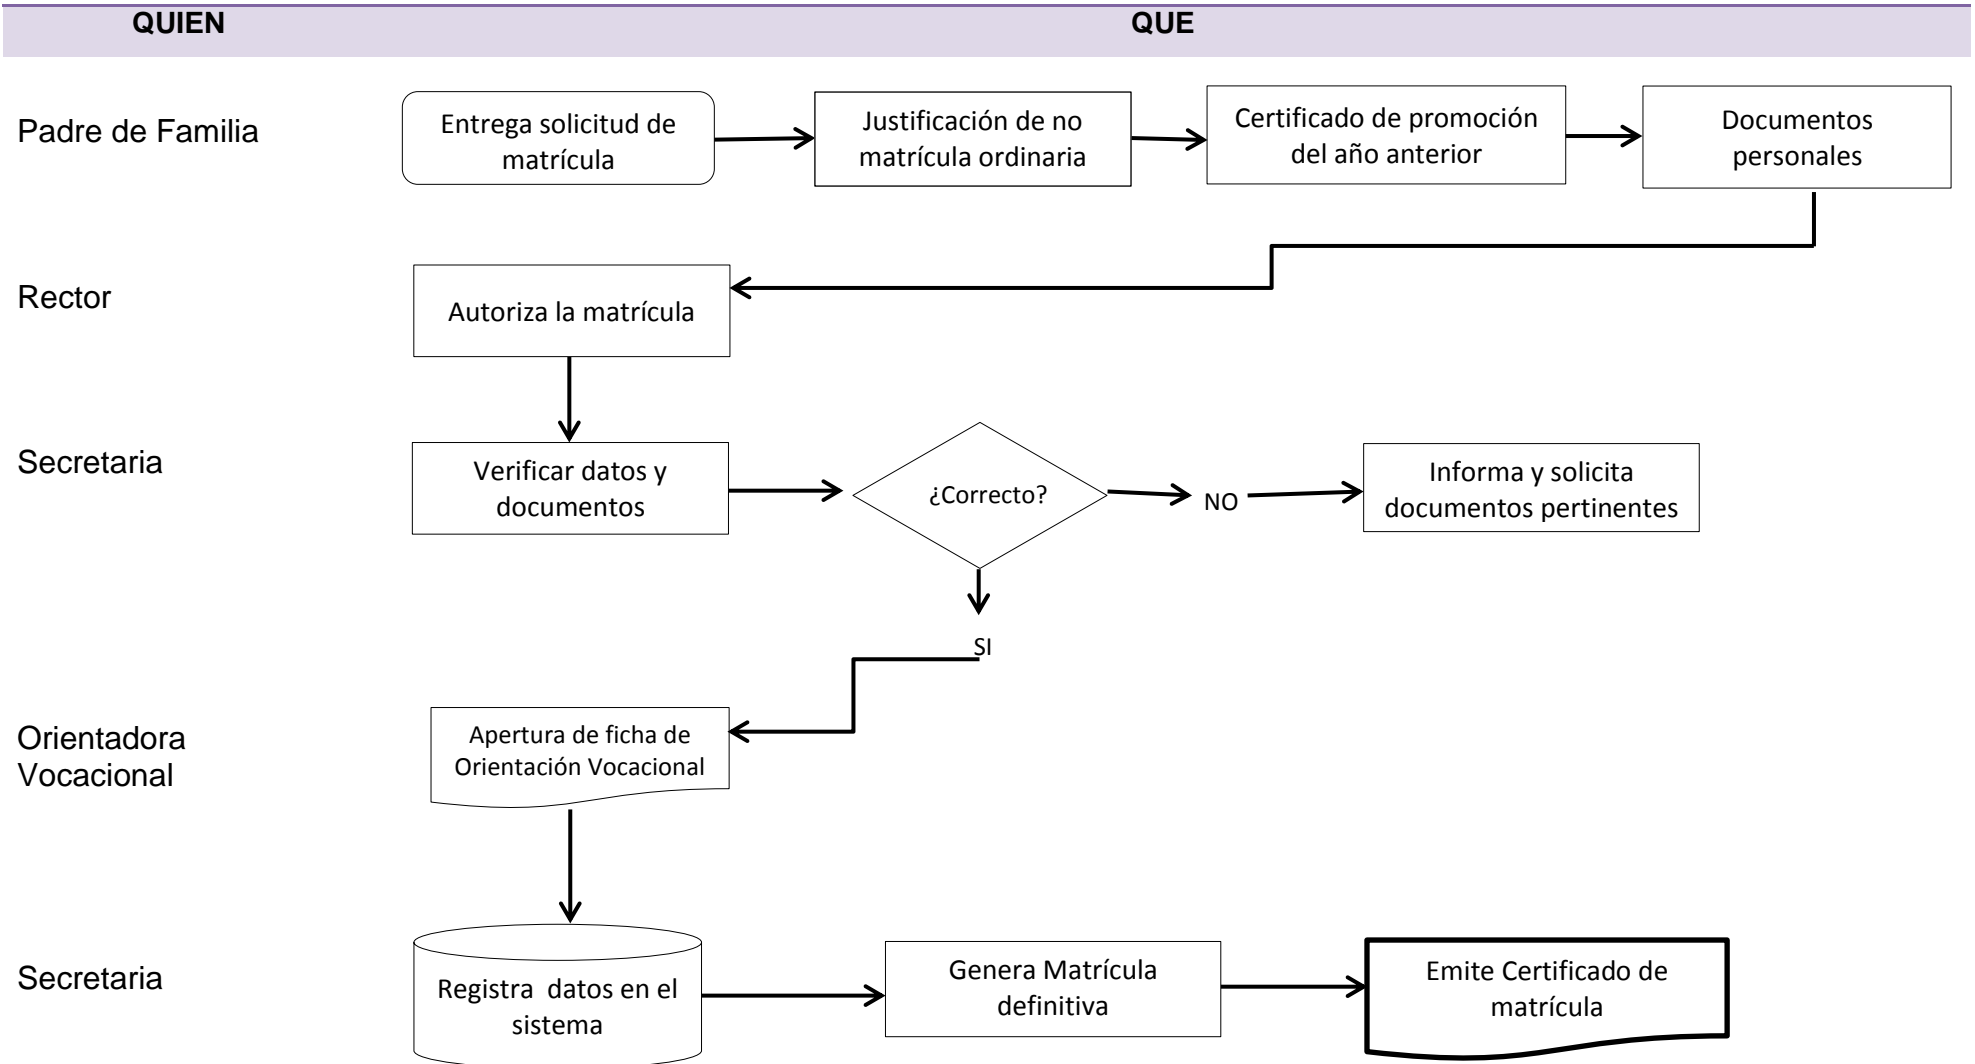 QUIEN
QUE
Padre de Familia
Entrega solicitud de
matrícula
Justificación de no
matrícula ordinaria
Certificado de promoción
del año anterior
Documentos
personales
Rector
Autoriza la matrícula
Secretaria
Verificar datos y
documentos
¿Correcto?
NO
Informa y solicita
documentos pertinentes
SI
Orientadora
Vocacional
Apertura de ficha de
Orientación Vocacional
Secretaria
Registra datos en el
sistema
Genera Matrícula
definitiva
Emite Certificado de
matrícula